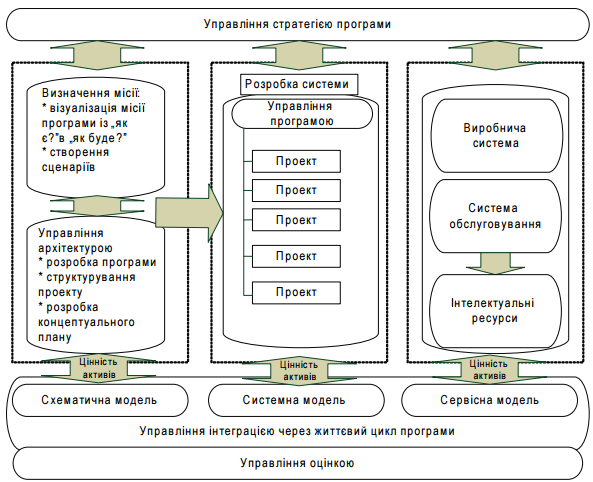 Управління стратегією програми
Визначення місії:
* візуалізація місії
програми із „як
є?"в „як буде?"
* створення
сценаріїв
Управління
архітектурою
* розробка програми
* структурування
проекту
* розробка
концептуального
плану
Розробка системи
Управління
програмою
Проект
Проект
Проект
Проект
Проект
Виробнича
система
Система
обслуговування
Інтелектуальні
ресурси
Цінність
активів
Цінність
активів
Цінність
активів
Схематична модель
Системна модель
Сервісна модель
Управління інтеграцією через життєвий цикл програми
Управління оцінкою